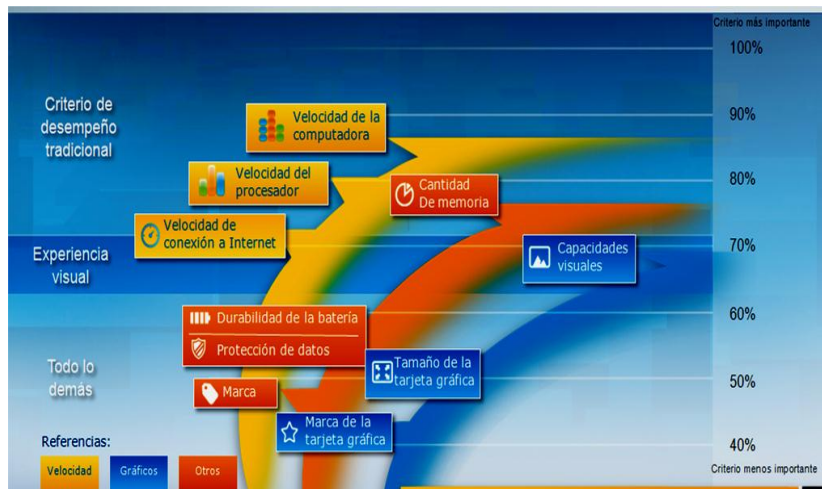 Criterio más importante
100%
Criterio de
desempeño
tradicional
90%
Velocidad de la
computadora
Velocidad del
procesador
80%
Cantidad
De memoria
Velocidad de
conexión a Internet
70%
Capacidades
visuales
Experiencia
visual
60%
Durabilidad de la batería
Protección de datos
Todo lo
demás
Tamaño de la
tarjeta gráfica
50%
Marca
Marca de la
tarjeta gráfica
40%
Referencias:
Velocidad
Gráficos
Otros
Criterio menos importante